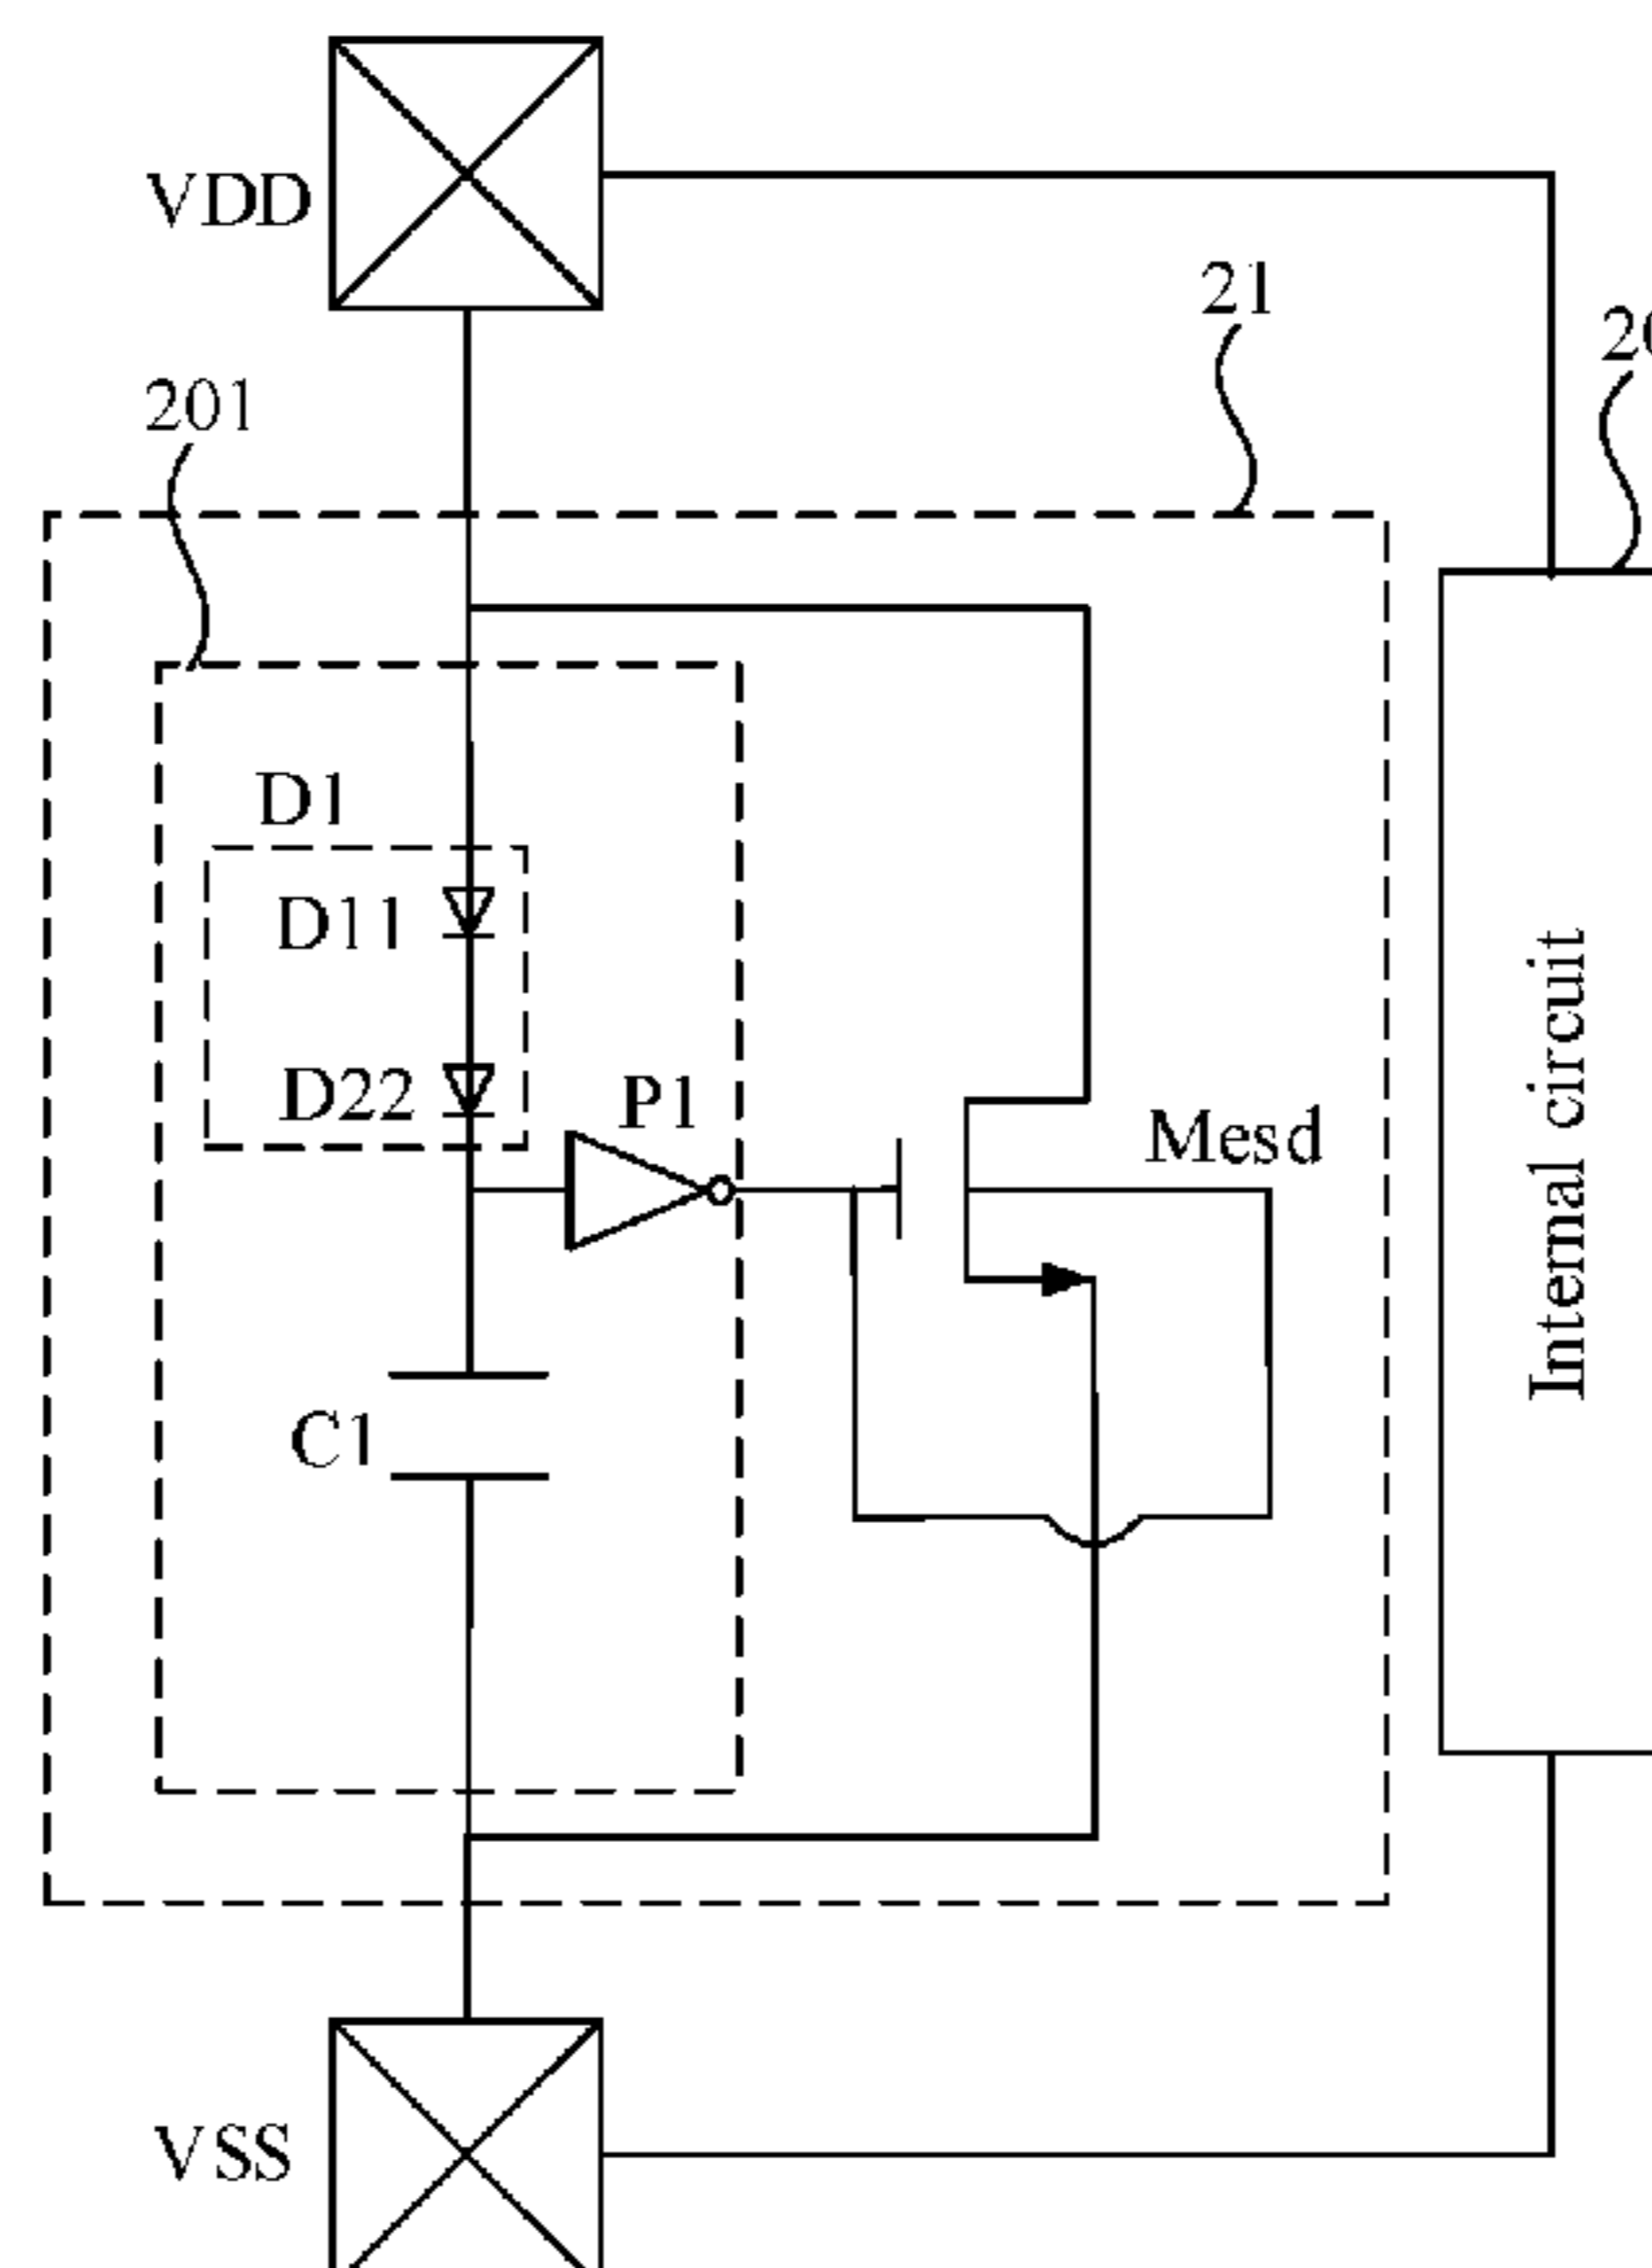 VDD
21
201
D1
D11
D22
P1
Mesd
Internal circuit
C1
VSS